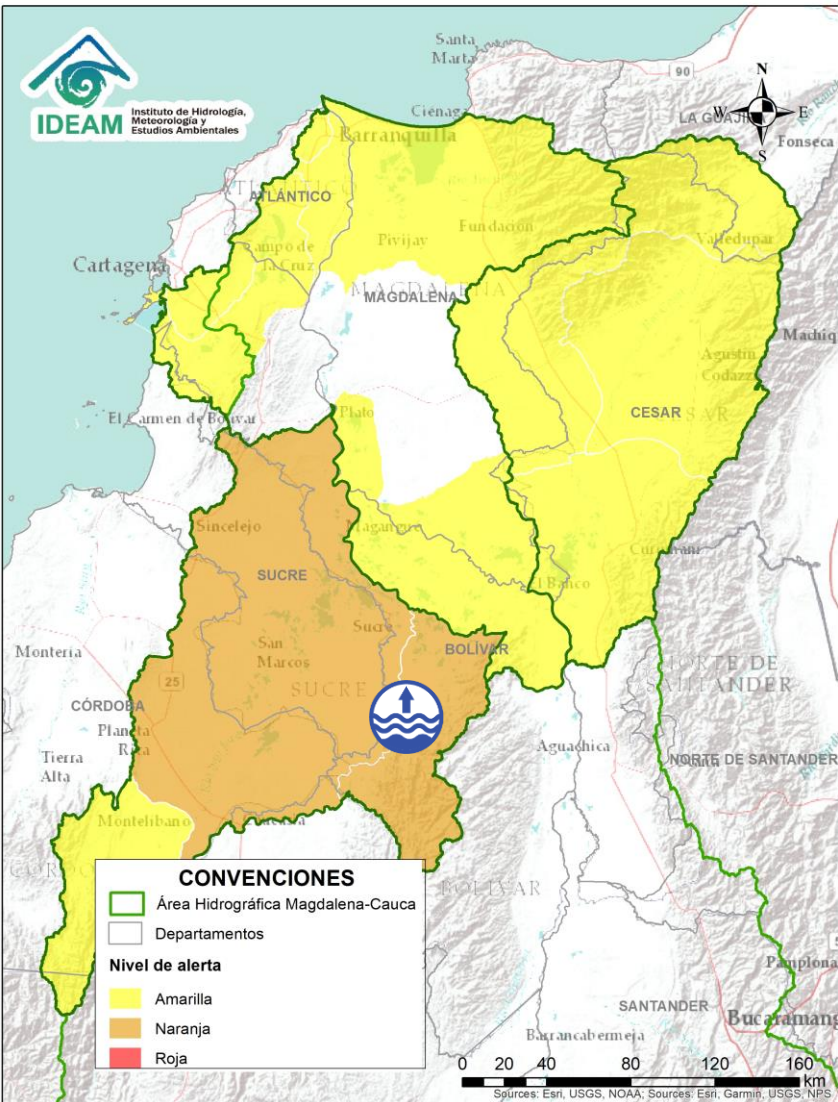 IDEAM
Instituto de Hidrología,
Meteorología y
Estudios Ambientales
N
W
E
S
Santa
Marta
90
Ciénaga
LA GUAJI
Fonseca
Barranquilla
ATLÁNTICO
Valledupar
Campo de
la Cruz
Pivijay
Fundación
Cartagena
MAGDALENA
Agustín
Codazzi
CESAR
El Carmen de Bolívar
Plato
Sincelejo
Magangué
SUCRE
El Banco
Sucre
BOLÍVAR
San
Marcos
SUCRE
Montería
25
CÓRDOBA
Planeta
Rica
Tierra
Alta
NORTE DE
SANTANDER
Aguachica
NORTE DE SANTANDER
Montelíbano
BOLÍVAR
CONVENCIONES
Área Hidrográfica Magdalena-Cauca
Departamentos
Nivel de alerta
Amarilla
Naranja
Roja
Pamplona
SANTANDER
Bucaramang
Barrancabermeja
0 20 40 80 120 160
km
Sources: Esri, USGS, NOAA; Sources: Esri, Garmin, USGS, NPS